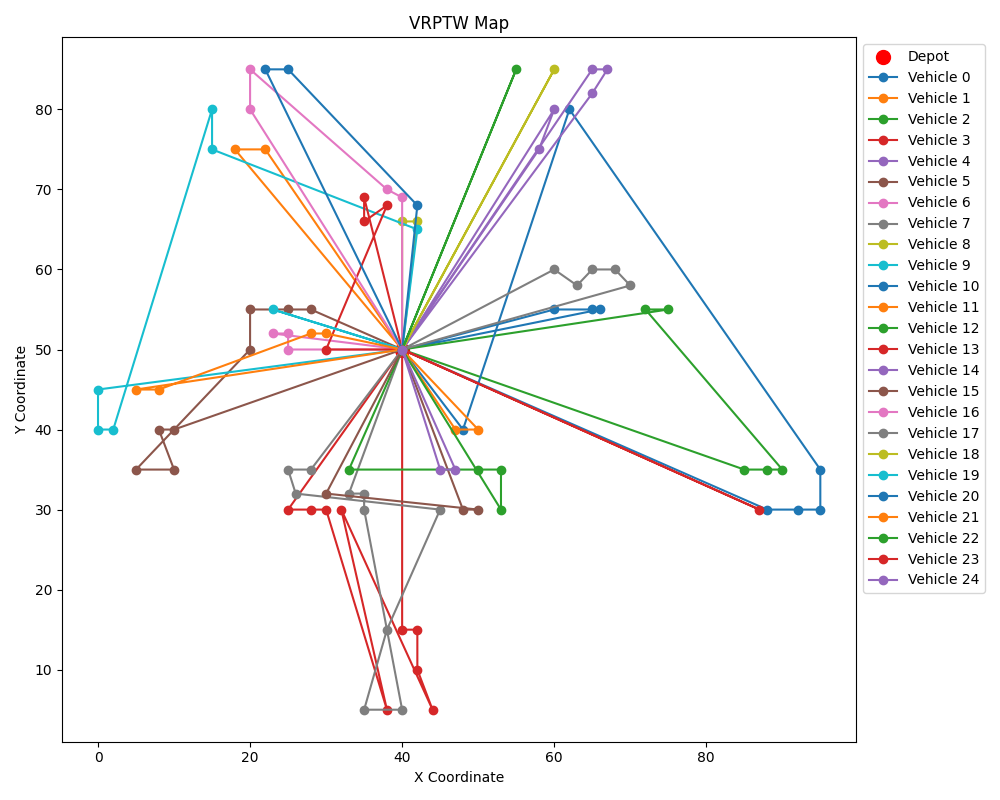 VRPTW Map
Y Coordinate
80
70
60
50
40
30
20
10
0
20
40
60
80
X Coordinate
Depot
Vehicle 0
Vehicle 1
Vehicle 2
Vehicle 3
Vehicle 4
Vehicle 5
Vehicle 6
Vehicle 7
Vehicle 8
Vehicle 9
Vehicle 10
Vehicle 11
Vehicle 12
Vehicle 13
Vehicle 14
Vehicle 15
Vehicle 16
Vehicle 17
Vehicle 18
Vehicle 19
Vehicle 20
Vehicle 21
Vehicle 22
Vehicle 23
Vehicle 24